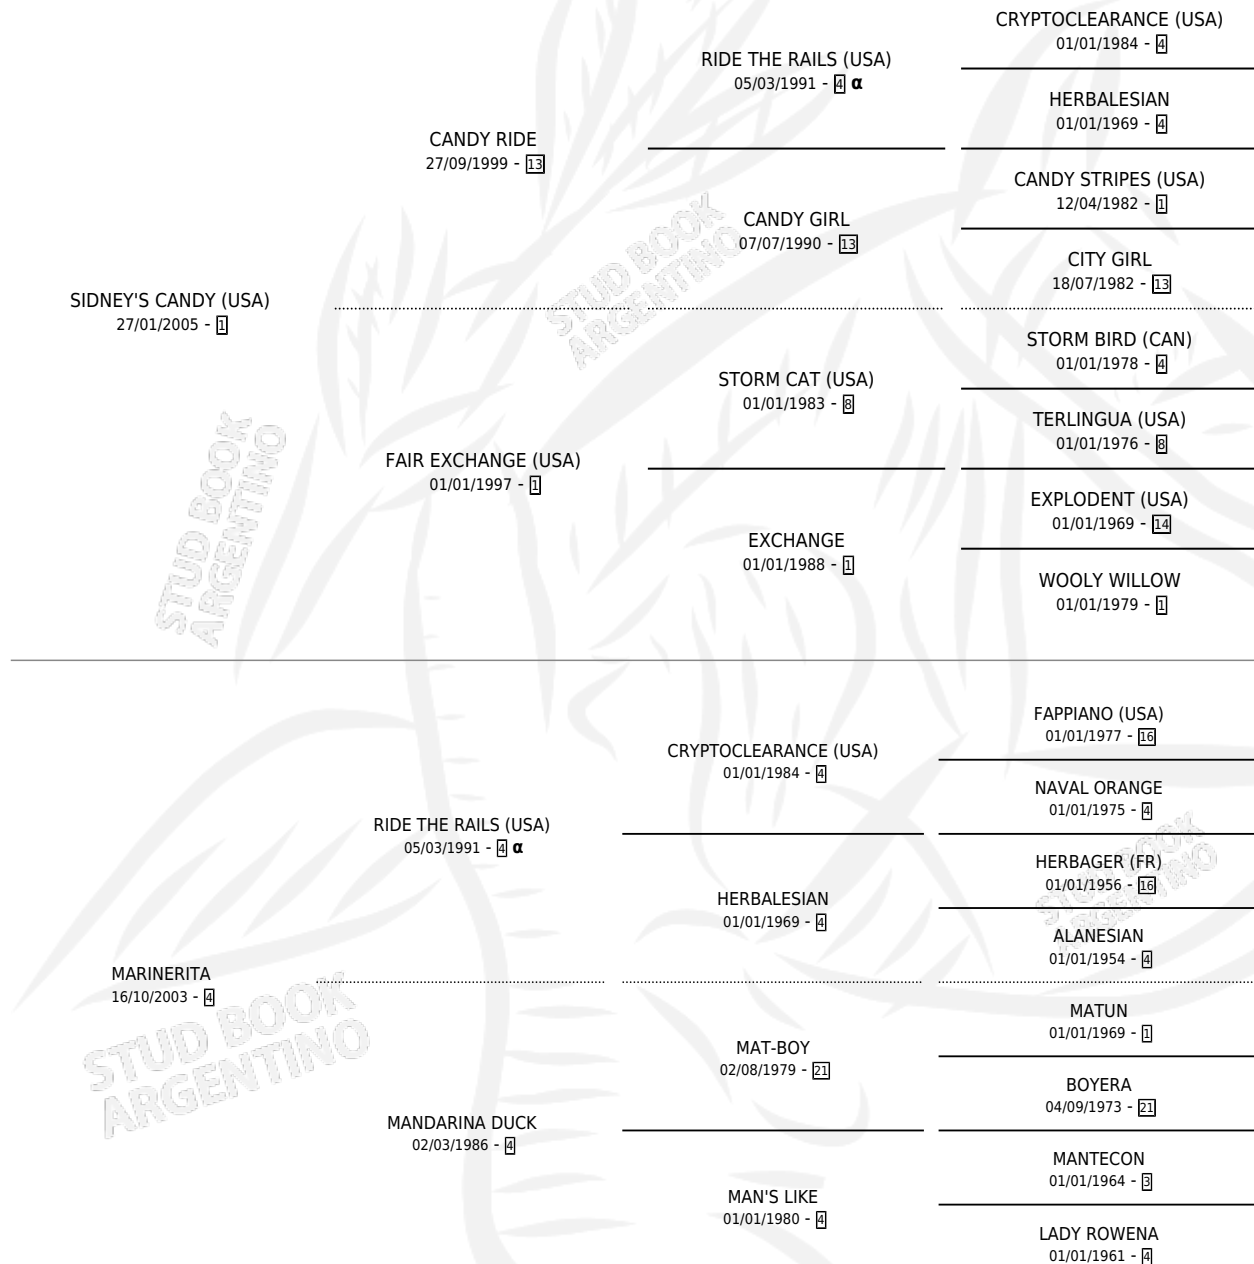 CRYPTOCLEARANCE (USA)
01/01/1984 - 4
RIDE THE RAILS (USA)
05/03/1991 - 4 α
HERBALESIAN
01/01/1969 - 4
CANDY RIDE
27/09/1999 - 13
CANDY STRIPES (USA)
12/04/1982 - 1
CANDY GIRL
07/07/1990 - 13
CITY GIRL
18/07/1982 - 13
SIDNEY'S CANDY (USA)
27/01/2005 - 1
STORM BIRD (CAN)
01/01/1978 - 4
STORM CAT (USA)
01/01/1983 - 8
TERLINGUA (USA)
01/01/1976 - 8
FAIR EXCHANGE (USA)
01/01/1997 - 1
EXPLODENT (USA)
01/01/1969 - 14
EXCHANGE
01/01/1988 - 1
WOOLY WILLOW
01/01/1979 - 1
FAPPIANO (USA)
01/01/1977 - 16
CRYPTOCLEARANCE (USA)
01/01/1984 - 4
NAVAL ORANGE
01/01/1975 - 4
RIDE THE RAILS (USA)
05/03/1991 - 4 α
HERBAGER (FR)
01/01/1956 - 16
HERBALESIAN
01/01/1969 - 4
ALANESIAN
01/01/1954 - 4
MARINERITA
16/10/2003 - 4
MATUN
01/01/1969 - 1
MAT-BOY
02/08/1979 - 21
BOYERA
04/09/1973 - 21
MANDARINA DUCK
02/03/1986 - 4
MANTECON
01/01/1964 - 3
MAN'S LIKE
01/01/1980 - 4
LADY ROWENA
01/01/1961 - 4
STUD BOOK
ARGENTINO
STUD BOOK
ARGENTINO
STUD BOOK
ARGENTINO
STUD BOOK
ARGENTINO